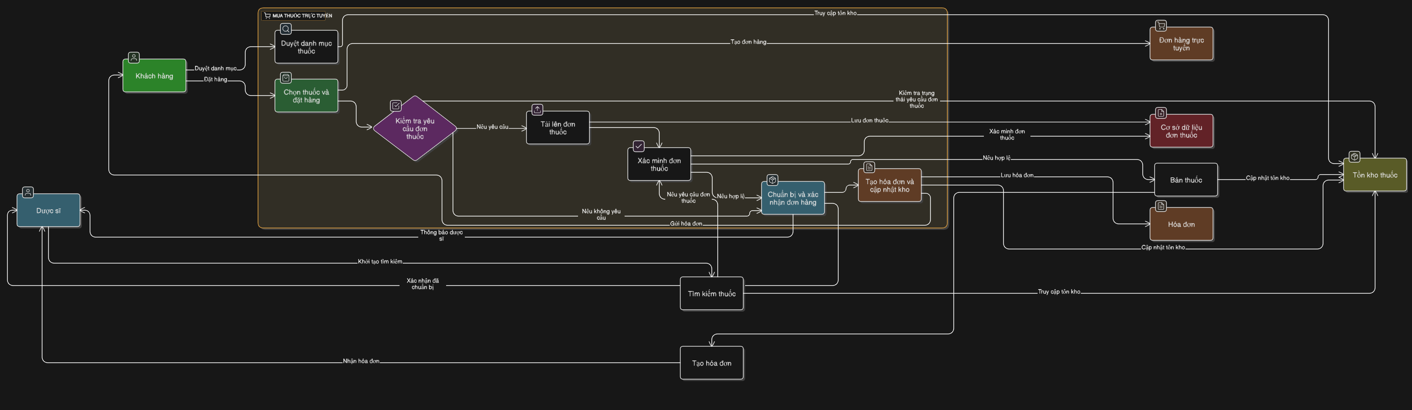 MUA THUỐC TRỰC TUYẾN
Truy cập tồn kho
Duyệt danh mục
thuốc
Đơn hàng trực
tuyến
Tạo đơn hàng
Khách hàng
Duyệt danh mục
Đặt hàng
Chọn thuốc và
đặt hàng
Kiểm tra trạng
thái yêu cầu đơn
thuốc
Kiểm tra yêu
cầu đơn
thuốc
Nếu yêu cầu
Tải lên đơn
thuốc
Lưu đơn thuốc
Cơ sở dữ liệu
đơn thuốc
Xác minh đơn
thuốc
Xác minh đơn
thuốc
Nếu hợp lệ
Tồn kho thuốc
Lưu hóa đơn
Bán thuốc
Cập nhật tồn kho
Tạo hóa đơn và
cập nhật kho
Nếu yêu cầu đơn
thuốc
Nếu hợp lệ
Chuẩn bị và xác
nhận đơn hàng
Dược sĩ
Nếu không yêu
cầu
Gửi hóa đơn
Hóa đơn
Thông báo dược
sĩ
Cập nhật tồn kho
Khởi tạo tìm kiếm
Xác nhận đã
chuẩn bị
Tìm kiếm thuốc
Truy cập tồn kho
Nhận hóa đơn
Tạo hóa đơn